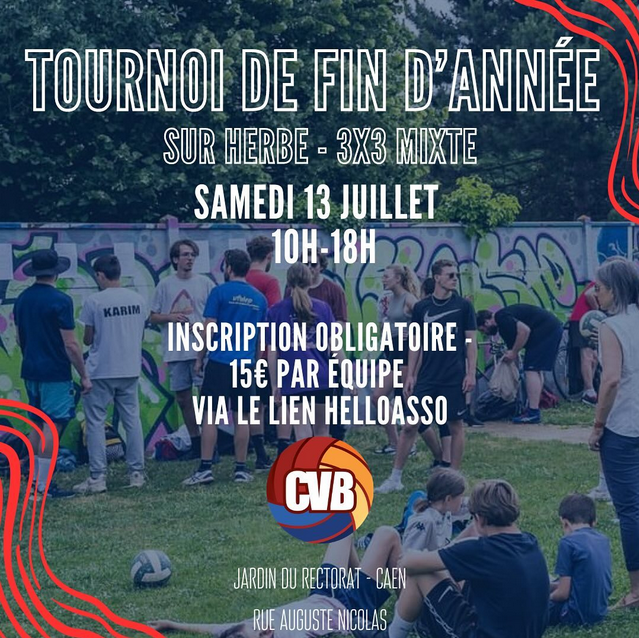 TOURNOI DE FIN D'ANNÉE
SUR HERBE - 3X3 MIXTE
SAMEDI 13 JUILLET
10H-18H
KARIM
INSCRIPTION OBLIGATOIRE -
15€ PAR ÉQUIPE
VIA LE LIEN HELLOASSO
CVB
JARDIN DU RECTORAT - CAEN
RUE AUGUSTE NICOLAS